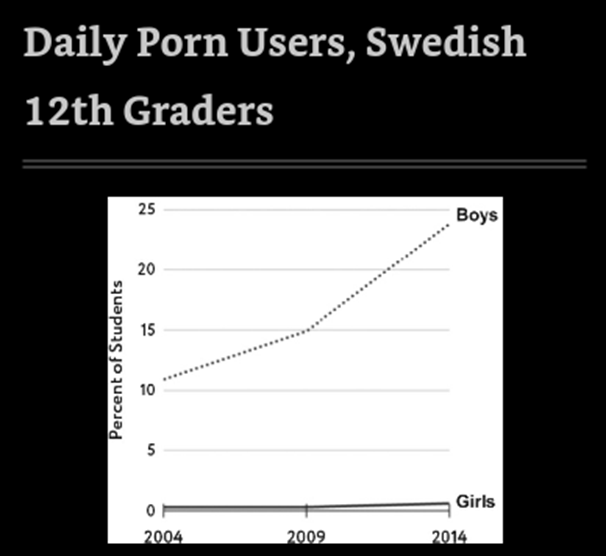 Daily Porn Users, Swedish
12th Graders
25
Boys
20
15
10
5
0
Girls
Percent of Students
2004 2009 2014